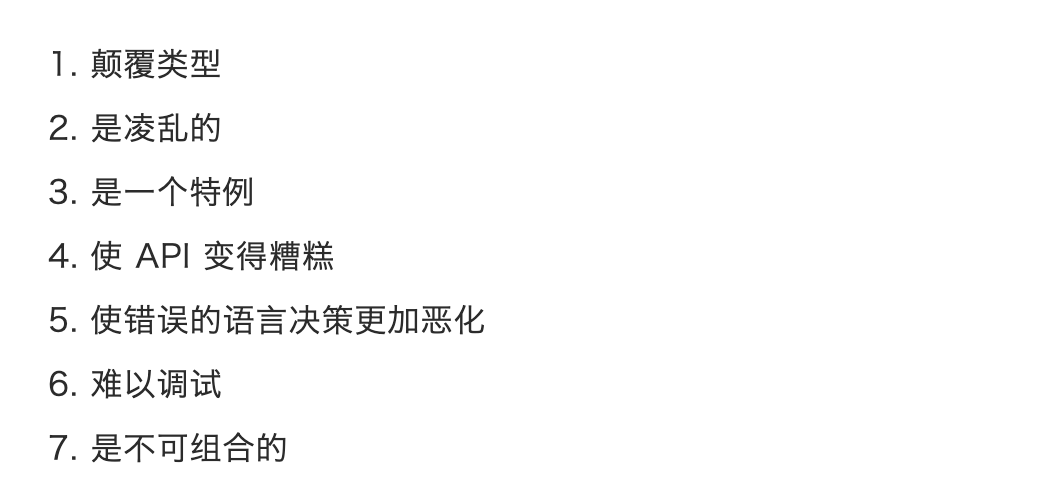 1. 颠覆类型
2. 是凌乱的
3. 是一个特例
4. 使 API 变得糟糕
5. 使错误的语言决策更加恶化
6. 难以调试
7. 是不可组合的